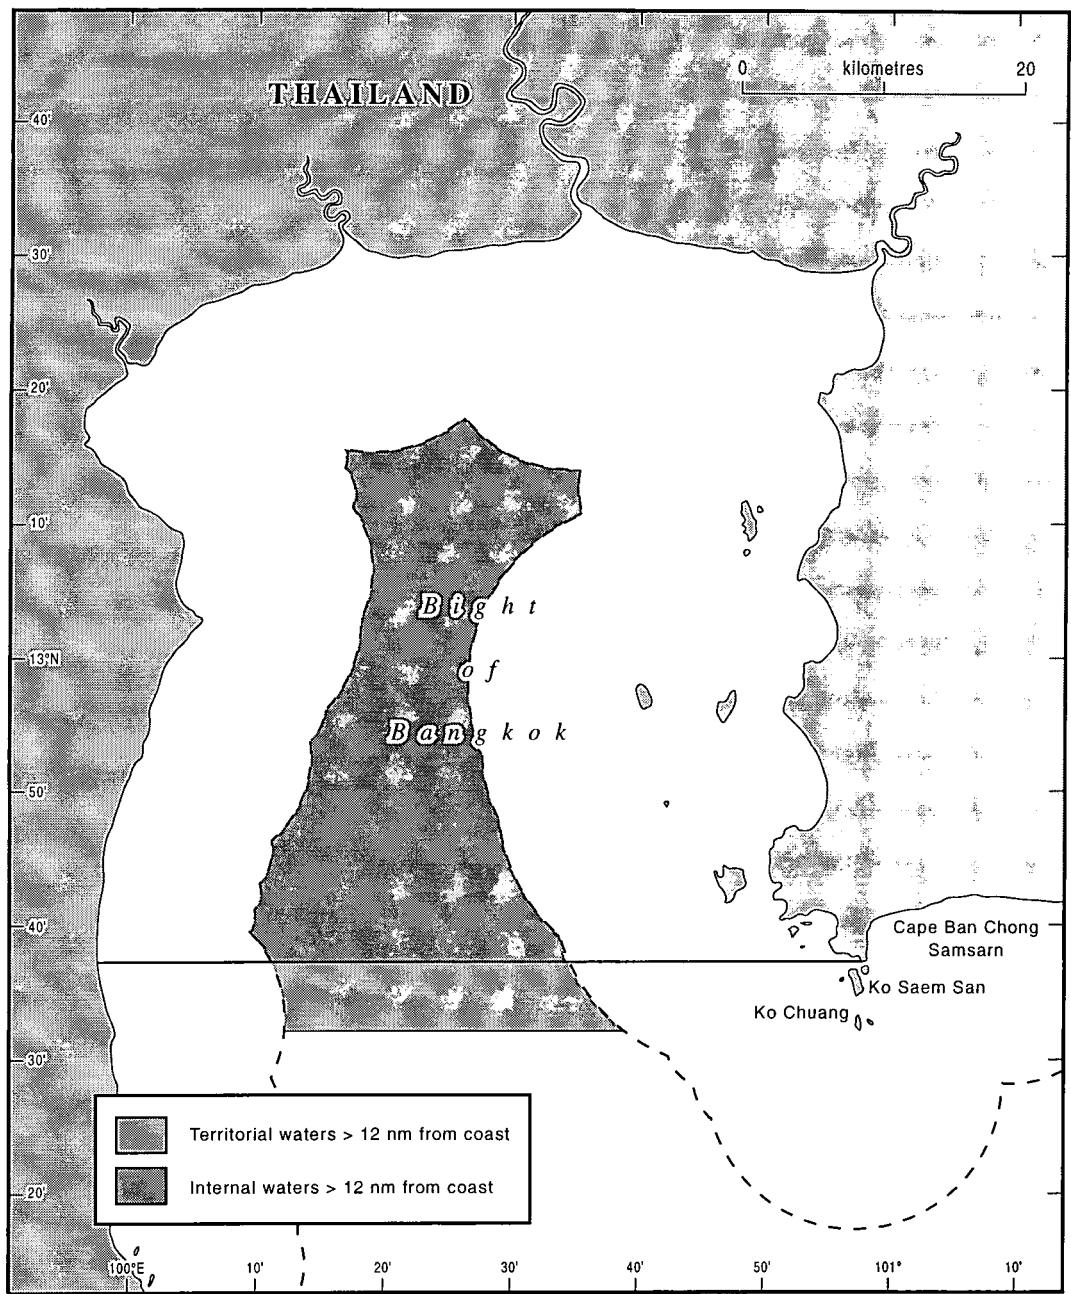 THAILAND
0 kilometres 20
40'
30'
20'
10'
13°N
50'
40'
30'
20'
Bight
of
Bangkok
Cape Ban Chong
Samsarn
Ko Saem San
Ko Chuang
Territorial waters > 12 nm from coast
Internal waters > 12 nm from coast
100°E 10' 20' 30' 40' 50' 101° 10'